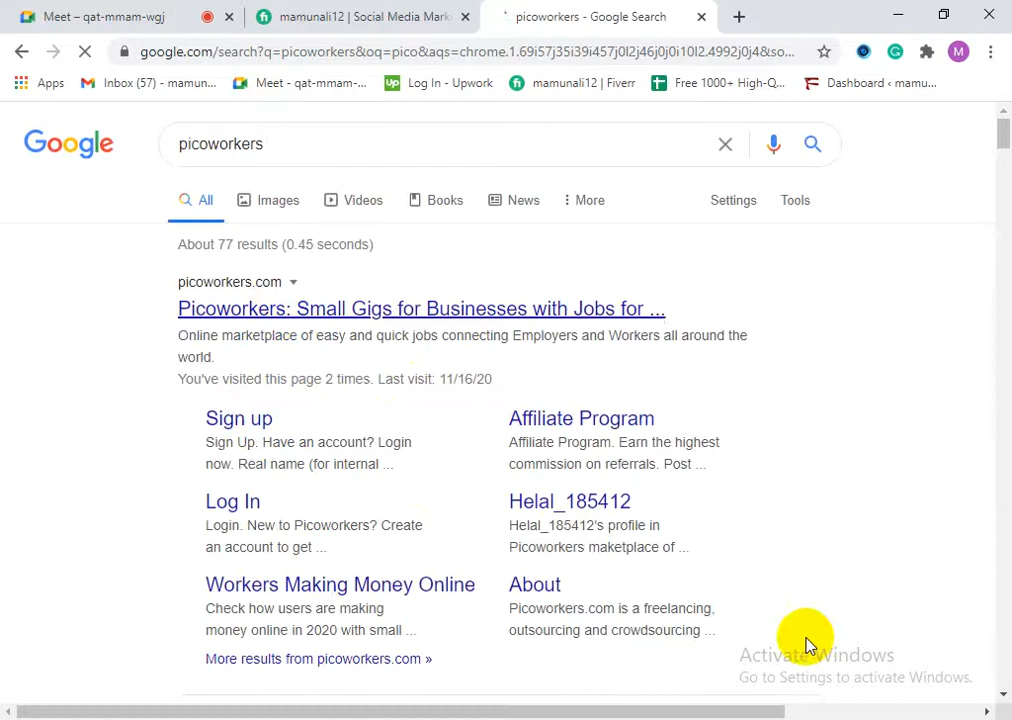 Meet – qat-mmam-wgj
mamunali12 | Social Media Mark
picoworkers - Google Search
google.com/search?q=picoworkers&oq=pico&aqs=chrome.1.69i57j35i39i457j0l2j46j0j0i10l2.4992j0j4&so...
M
Apps
Inbox (57) - mamun...
Meet - qat-mmam-...
Up Log In - Upwork
fi mamunali12 | Fiverr
Free 1000+ High-Q...
Dashboard ‹ mamu...
Google
picoworkers
All
Images
Videos
Books
News
More
Settings
Tools
About 77 results (0.45 seconds)
picoworkers.com
Picoworkers: Small Gigs for Businesses with Jobs for ...
Online marketplace of easy and quick jobs connecting Employers and Workers all around the
world.
You've visited this page 2 times. Last visit: 11/16/20
Sign up
Sign Up. Have an account? Login
now. Real name (for internal ...
Affiliate Program
Affiliate Program. Earn the highest
commission on referrals. Post ...
Log In
Login. New to Picoworkers? Create
an account to get ...
Helal_185412
Helal_185412's profile in
Picoworkers maketplace of ...
Workers Making Money Online
Check how users are making
money online in 2020 with small ...
About
Picoworkers.com is a freelancing,
outsourcing and crowdsourcing ...
More results from picoworkers.com »
Activate Windows
Go to Settings to activate Windows.